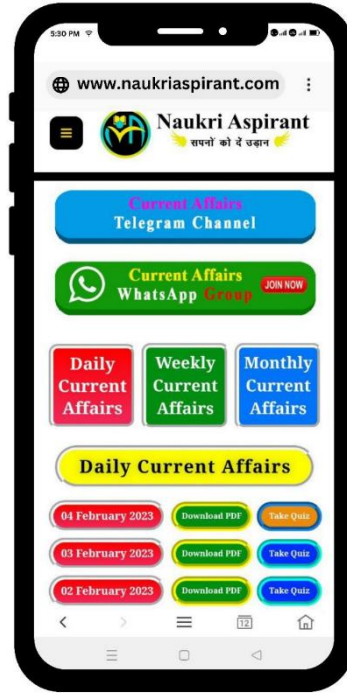 5:30 PM
www.naukriaspirant.com
Naukri Aspirant
सपनों को दें उड़ान
Current Affairs
Telegram Channel
Current Affairs
WhatsApp Group JOIN NOW
Daily Current Affairs
Weekly Current Affairs
Monthly Current Affairs
Daily Current Affairs
04 February 2023 Download PDF Take Quiz
03 February 2023 Download PDF Take Quiz
02 February 2023 Download PDF Take Quiz
12